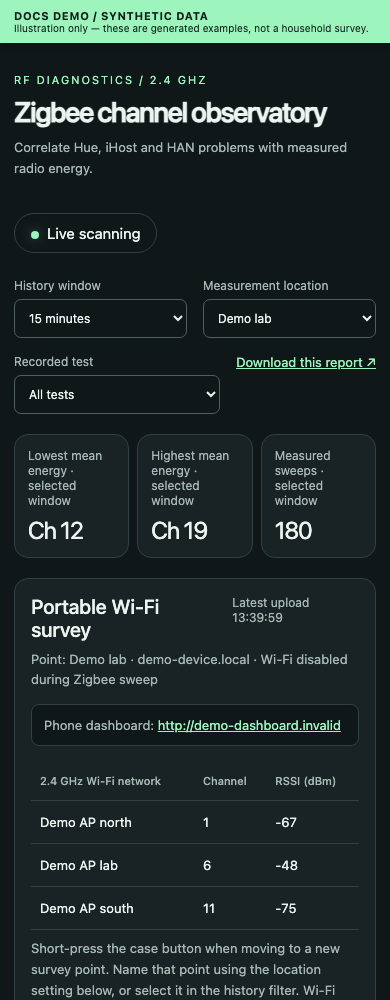 DOCS DEMO / SYNTHETIC DATA
Illustration only — these are generated examples, not a household survey.
RF DIAGNOSTICS / 2.4 GHZ
Zigbee channel observatory
Correlate Hue, iHost and HAN problems with measured
radio energy.
Live scanning
History window
Measurement location
15 minutes
Demo lab
Recorded test
Download this report ↗
All tests
Lowest mean
energy ·
selected
window
Ch 12
Highest mean
energy ·
selected
window
Ch 19
Measured
sweeps ·
selected
window
180
Portable Wi-Fi
survey
Latest upload
13:39:59
Point: Demo lab · demo-device.local · Wi-Fi disabled
during Zigbee sweep
Phone dashboard: http://demo-dashboard.invalid
2.4 GHz Wi-Fi network Channel RSSI (dBm)
Demo AP north 1 -67
Demo AP lab 6 -48
Demo AP south 11 -75
Short-press the case button when moving to a new
survey point. Name that point using the location
setting below, or select it in the history filter. Wi-Fi